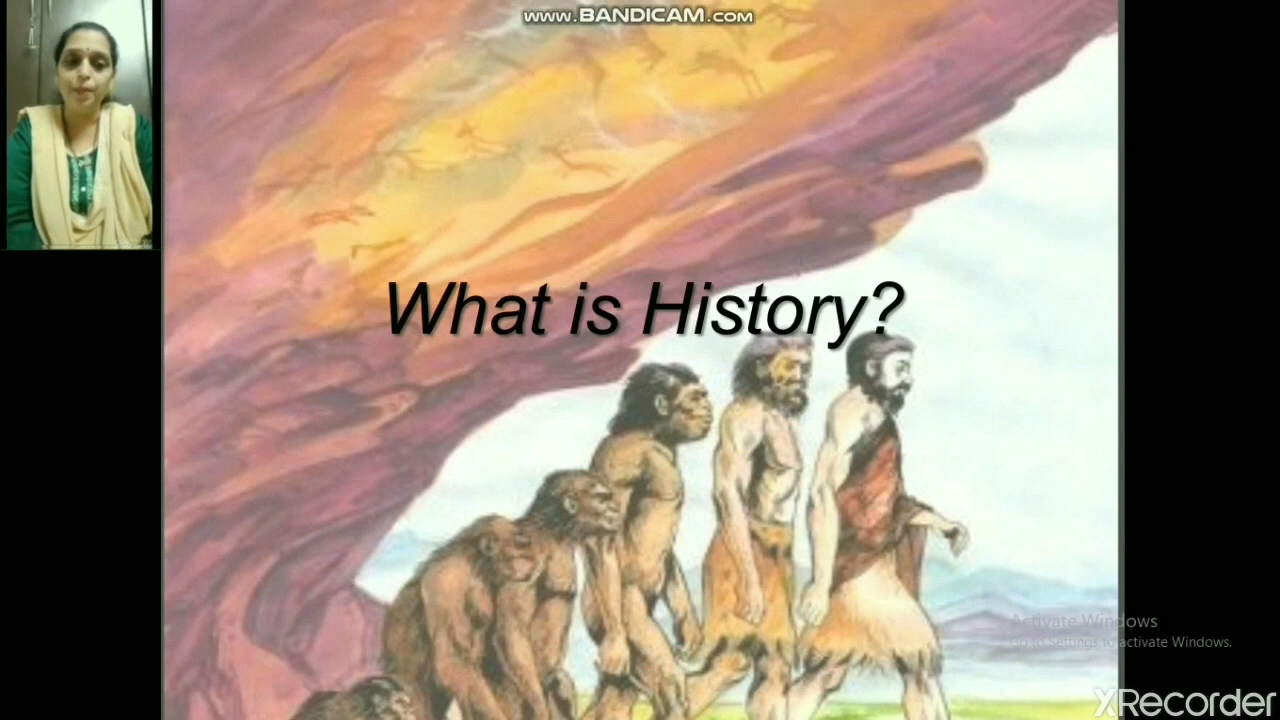 www.BANDICAM.com
What is History?
Activate Windows
Go to Settings to activate Windows.
XRecorder